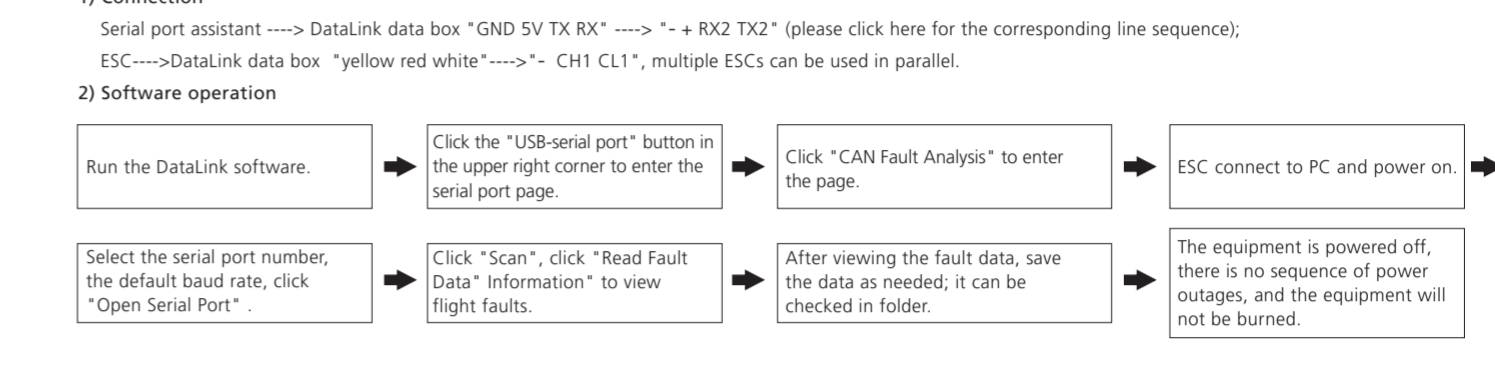 1) Connection
Serial port assistant ----> DataLink data box "GND 5V TX RX" ----> "- + RX2 TX2" (please click here for the corresponding line sequence);
ESC---->DataLink data box  "yellow red white"---->"-  CH1 CL1", multiple ESCs can be used in parallel.
2) Software operation
Run the DataLink software.
Click the "USB-serial port" button in
the upper right corner to enter the
serial port page.
Click "CAN Fault Analysis" to enter
the page.
ESC connect to PC and power on.
Select the serial port number,
the default baud rate, click
"Open Serial Port" .
Click "Scan", click "Read Fault
Data" Information" to view
flight faults.
After viewing the fault data, save
the data as needed; it can be
checked in folder.
The equipment is powered off,
there is no sequence of power
outages, and the equipment will
not be burned.